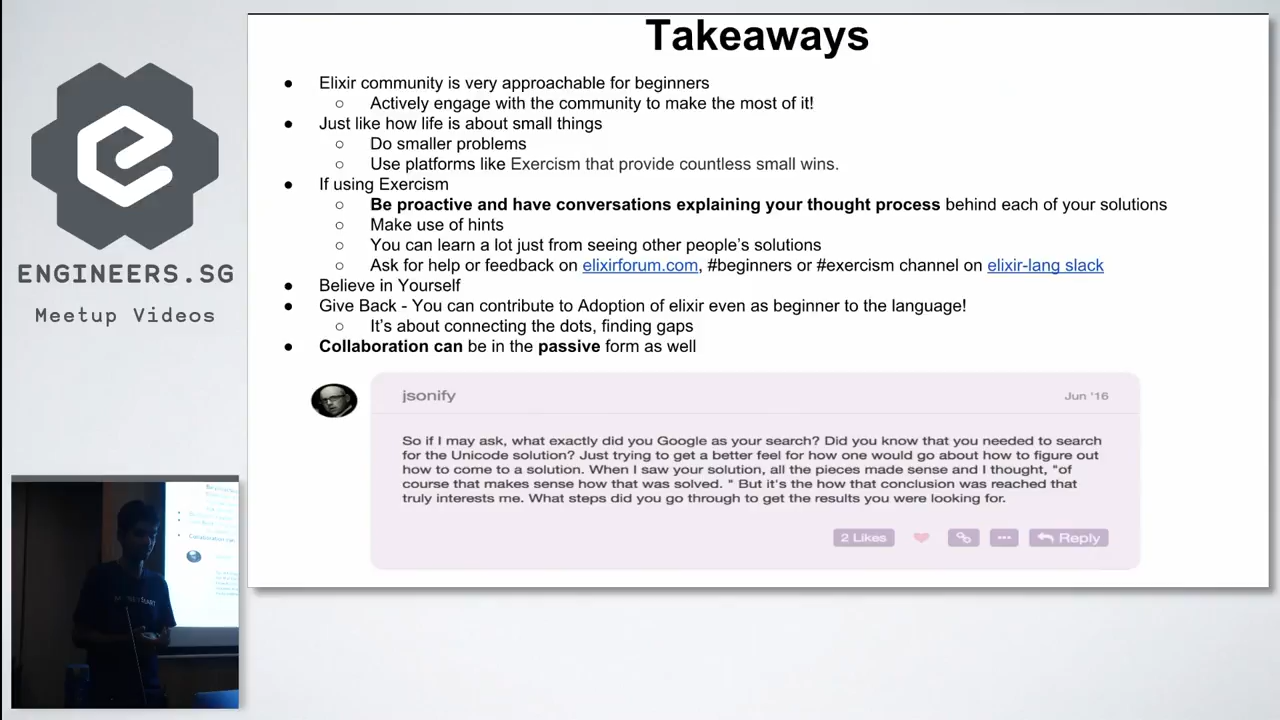 Takeaways
● Elixir community is very approachable for beginners
○ Actively engage with the community to make the most of it!
● Just like how life is about small things
○ Do smaller problems
○ Use platforms like Exercism that provide countless small wins.
● If using Exercism
○ Be proactive and have conversations explaining your thought process behind each of your solutions
○ Make use of hints
○ You can learn a lot just from seeing other people's solutions
○ Ask for help or feedback on elixirforum.com, #beginners or #exercism channel on elixir-lang slack
● Believe in Yourself
● Give Back - You can contribute to Adoption of elixir even as beginner to the language!
○ It's about connecting the dots, finding gaps
● Collaboration can be in the passive form as well
jsonify Jun '16
So if I may ask, what exactly did you Google as your search? Did you know that you needed to search
for the Unicode solution? Just trying to get a better feel for how one would go about how to figure out
how to come to a solution. When I saw your solution, all the pieces made sense and I thought, "of
course that makes sense how that was solved. " But it's the how that conclusion was reached that
truly interests me. What steps did you go through to get the results you were looking for.
2 Likes Reply
ENGINEERS.SG
Meetup Videos